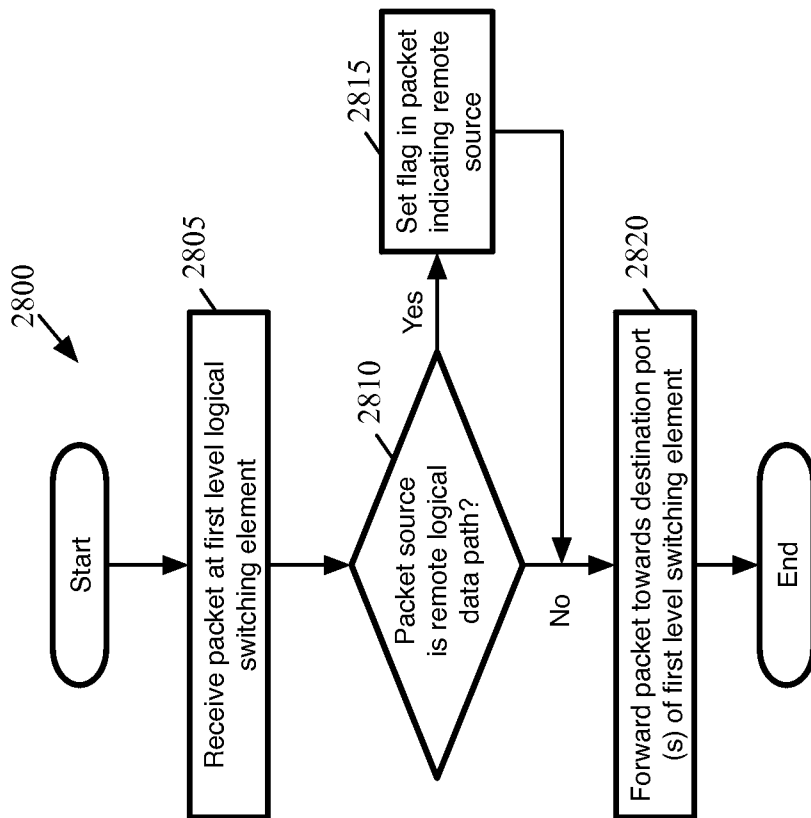 2800
Start
2805
Receive packet at first level logical
switching element
2810
Packet source
is remote logical
data path?
Yes
2815
Set flag in packet
indicating remote
source
No
2820
Forward packet towards destination port
(s) of first level switching element
End